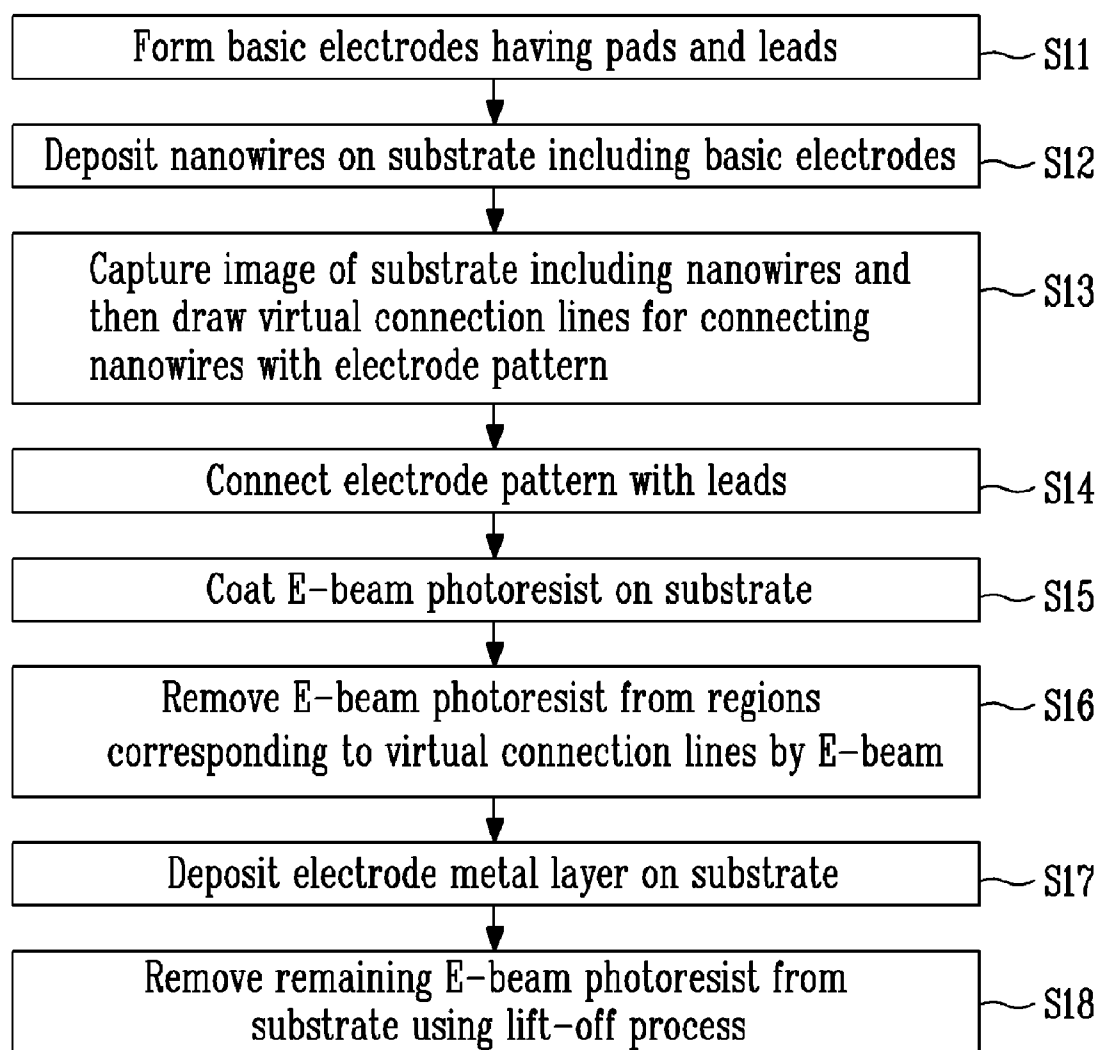 Form basic electrodes having pads and leads
S11
Deposit nanowires on substrate including basic electrodes
S12
Capture image of substrate including nanowires and
then draw virtual connection lines for connecting
nanowires with electrode pattern
S13
Connect electrode pattern with leads
S14
Coat E-beam photoresist on substrate
S15
Remove E-beam photoresist from regions
corresponding to virtual connection lines by E-beam
S16
Deposit electrode metal layer on substrate
S17
Remove remaining E-beam photoresist from
substrate using lift-off process
S18